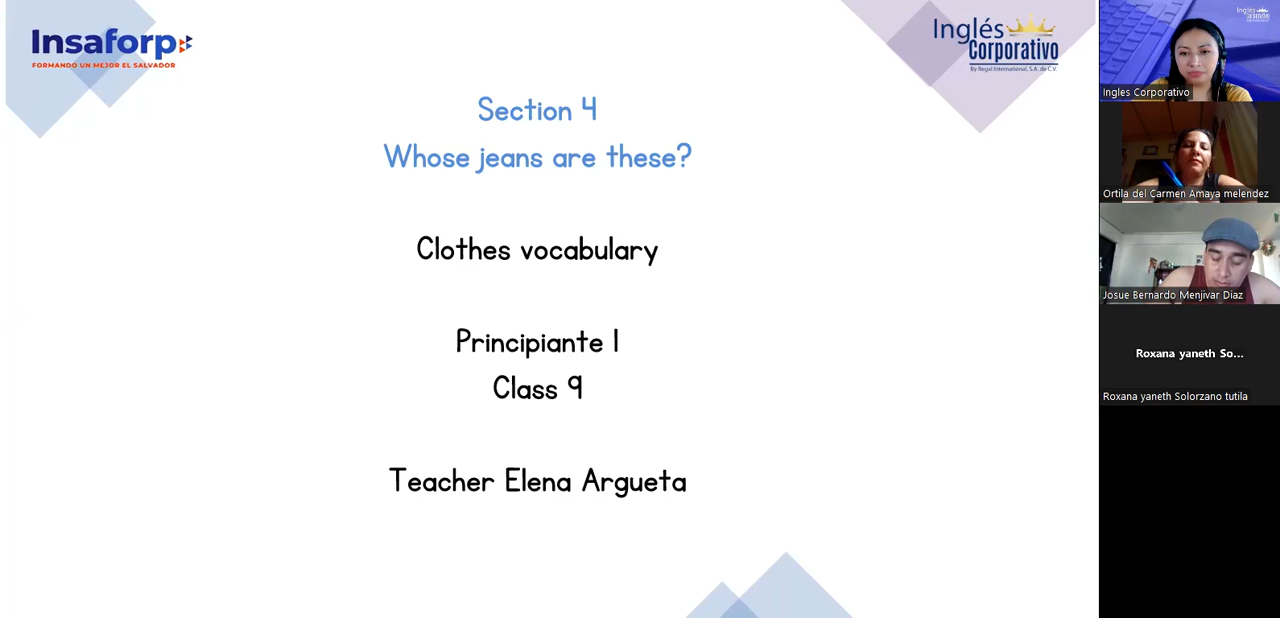 Insaforp
FORMANDO UN MEJOR EL SALVADOR
Inglés
Corporativo
By Regal International, S.A. de C.V.
Section 4
Whose jeans are these?
Clothes vocabulary
Principiante 1
Class 9
Teacher Elena Argueta
Ingles Corporativo
Ortila del Carmen Amaya melendez
Josue Bernardo Menjivar Diaz
Roxana yaneth So...
Roxana yaneth Solorzano tutila